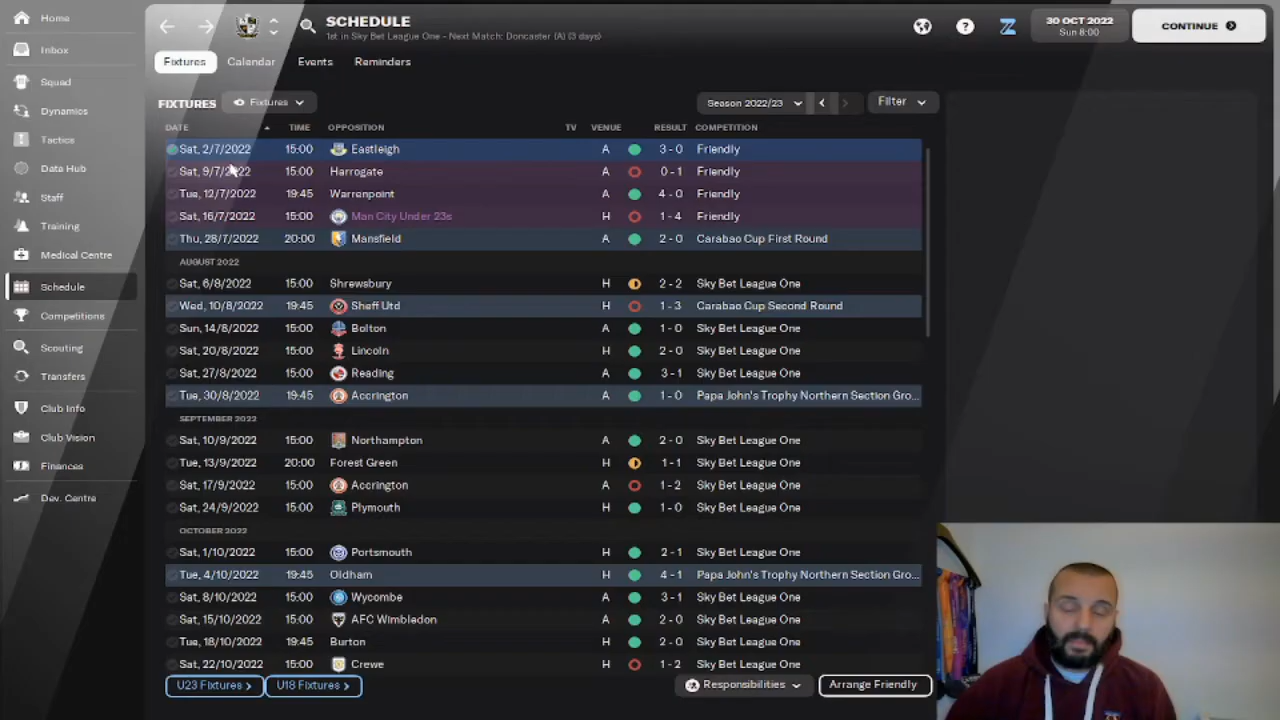 Home
Inbox
Squad
Dynamics
Tactics
Data Hub
Staff
Training
Medical Centre
Schedule
Competitions
Scouting
Transfers
Club Info
Club Vision
Finances
Dev. Centre
SCHEDULE
1st in Sky Bet League One - Next Match: Doncaster (A) (3 days)
30 OCT 2022
Sun 8:00
CONTINUE
Fixtures Calendar Events Reminders
FIXTURES Fixtures Season 2022/23 Filter
DATE TIME OPPOSITION TV VENUE RESULT COMPETITION
Sat, 2/7/2022 15:00 Eastleigh A 3 - 0 Friendly
Sat, 9/7/2022 15:00 Harrogate A 0 - 1 Friendly
Tue, 12/7/2022 19:45 Warrenpoint A 4 - 0 Friendly
Sat, 16/7/2022 15:00 Man City Under 23s H 1 - 4 Friendly
Thu, 28/7/2022 20:00 Mansfield A 2 - 0 Carabao Cup First Round
AUGUST 2022
Sat, 6/8/2022 15:00 Shrewsbury H 2 - 2 Sky Bet League One
Wed, 10/8/2022 19:45 Sheff Utd H 1 - 3 Carabao Cup Second Round
Sun, 14/8/2022 15:00 Bolton A 1 - 0 Sky Bet League One
Sat, 20/8/2022 15:00 Lincoln H 2 - 0 Sky Bet League One
Sat, 27/8/2022 15:00 Reading A 3 - 1 Sky Bet League One
Tue, 30/8/2022 19:45 Accrington A 1 - 0 Papa John's Trophy Northern Section Gro...
SEPTEMBER 2022
Sat, 10/9/2022 15:00 Northampton A 2 - 0 Sky Bet League One
Tue, 13/9/2022 20:00 Forest Green H 1 - 1 Sky Bet League One
Sat, 17/9/2022 15:00 Accrington A 1 - 2 Sky Bet League One
Sat, 24/9/2022 15:00 Plymouth H 1 - 0 Sky Bet League One
OCTOBER 2022
Sat, 1/10/2022 15:00 Portsmouth H 2 - 1 Sky Bet League One
Tue, 4/10/2022 19:45 Oldham H 4 - 1 Papa John's Trophy Northern Section Gro...
Sat, 8/10/2022 15:00 Wycombe A 3 - 1 Sky Bet League One
Sat, 15/10/2022 15:00 AFC Wimbledon A 2 - 0 Sky Bet League One
Tue, 18/10/2022 19:45 Burton H 2 - 0 Sky Bet League One
Sat, 22/10/2022 15:00 Crewe H 1 - 2 Sky Bet League One
U23 Fixtures > U18 Fixtures > Responsibilities Arrange Friendly